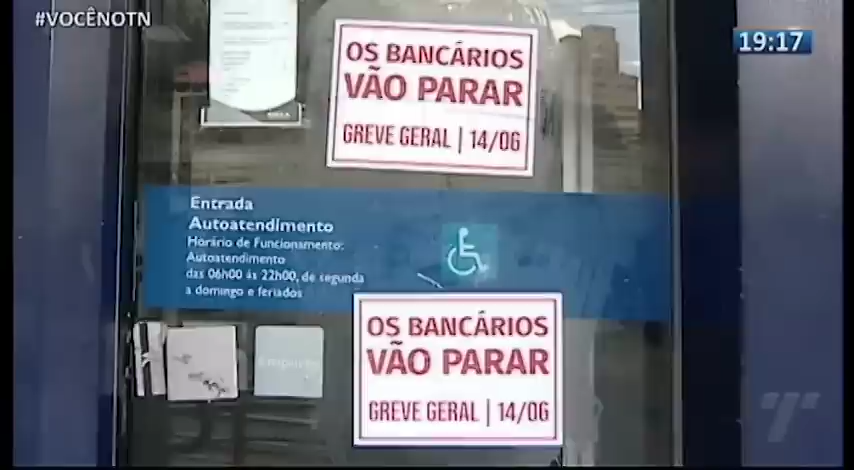 #VOCÊNOTN
19:17
OS BANCÁRIOS
VÃO PARAR
GREVE GERAL | 14/06
Entrada
Autoatendimento
Horário de Funcionamento:
Autoatendimento
das 06h00 ás 22h00, de segunda
a domingo e feriados
OS BANCÁRIOS
VÃO PARAR
GREVE GERAL | 14/06